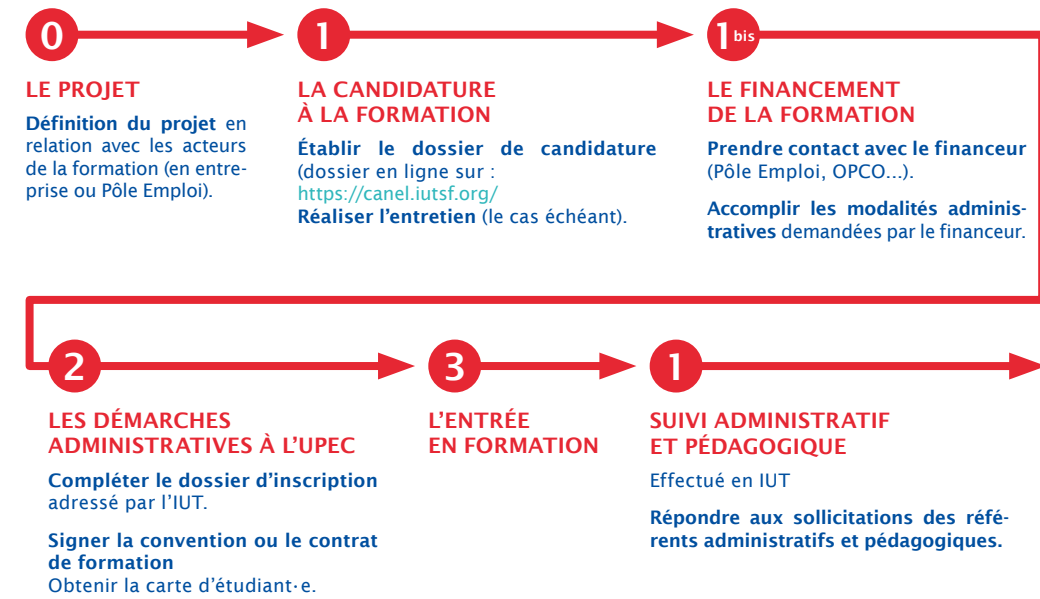 0
LE PROJET
Définition du projet en
relation avec les acteurs
de la formation (en entre-
prise ou Pôle Emploi).
1
LA CANDIDATURE
À LA FORMATION
Établir le dossier de candidature
(dossier en ligne sur :
https://canel.iutsf.org/
Réaliser l'entretien (le cas échéant).
1 bis
LE FINANCEMENT
DE LA FORMATION
Prendre contact avec le financeur
(Pôle Emploi, OPCO...).
Accomplir les modalités adminis-
tratives demandées par le financeur.
2
LES DÉMARCHES
ADMINISTRATIVES À L'UPEC
Compléter le dossier d'inscription
adressé par l'IUT.
Signer la convention ou le contrat
de formation
Obtenir la carte d'étudiant·e.
3
L'ENTRÉE
EN FORMATION
1
SUIVI ADMINISTRATIF
ET PÉDAGOGIQUE
Effectué en IUT
Répondre aux sollicitations des réfé-
rents administratifs et pédagogiques.